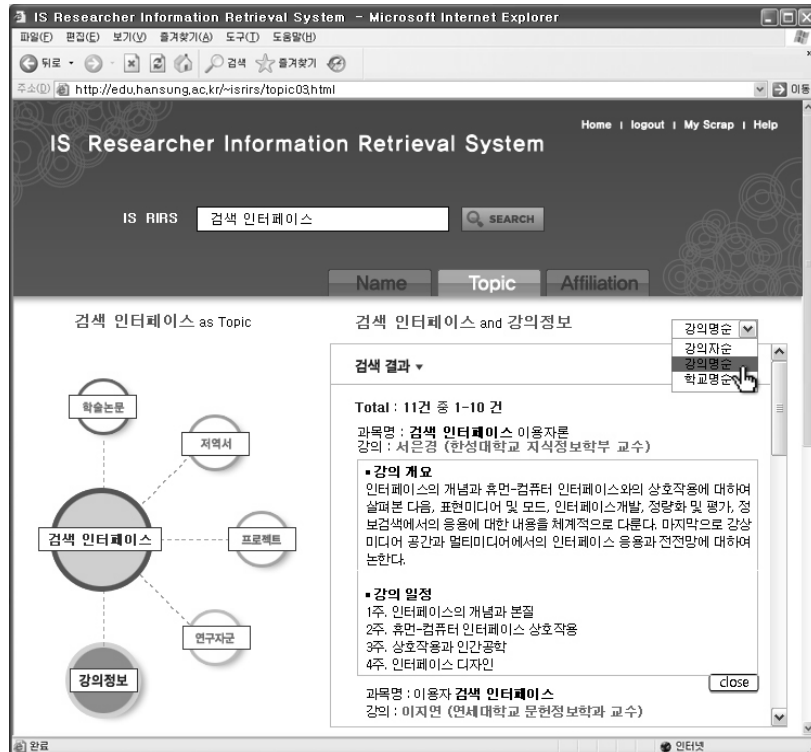 IS Researcher Information Retrieval System - Microsoft Internet Explorer
파일(F) 편집(E) 보기(V) 즐겨찾기(A) 도구(T) 도움말(H)
뒤로 검색 즐겨찾기
주소(D) http://edu.hansung.ac.kr/~isrirs/topic03.html 이동
Home | logout | My Scrap | Help
IS Researcher Information Retrieval System
IS RIRS 검색 인터페이스 SEARCH
Name Topic Affiliation
검색 인터페이스 as Topic
검색 인터페이스 and 강의정보
강의명순
강의자순
강의명순
학교명순
학술논문
저역서
검색 인터페이스
프로젝트
연구자군
강의정보
검색 결과 ▾
Total : 11건 중 1-10 건
과목명 : 검색 인터페이스 이용자론
강의 : 서은경 (한성대학교 지식정보학부 교수)
▪강의 개요
인터페이스의 개념과 휴먼-컴퓨터 인터페이스와의 상호작용에 대하여
살펴본 다음, 표현미디어 및 모드, 인터페이스개발, 정량화 및 평가, 정
보검색에서의 응용에 대한 내용을 체계적으로 다룬다. 마지막으로 강상
미디어 공간과 멀티미디어에서의 인터페이스 응용과 전전망에 대하여
논한다.
▪강의 일정
1주. 인터페이스의 개념과 본질
2주. 휴먼-컴퓨터 인터페이스 상호작용
3주. 상호작용과 인간공학
4주. 인터페이스 디자인
close
과목명 : 이용자 검색 인터페이스
강의 : 이지연 (연세대학교 문헌정보학과 교수)
완료 인터넷